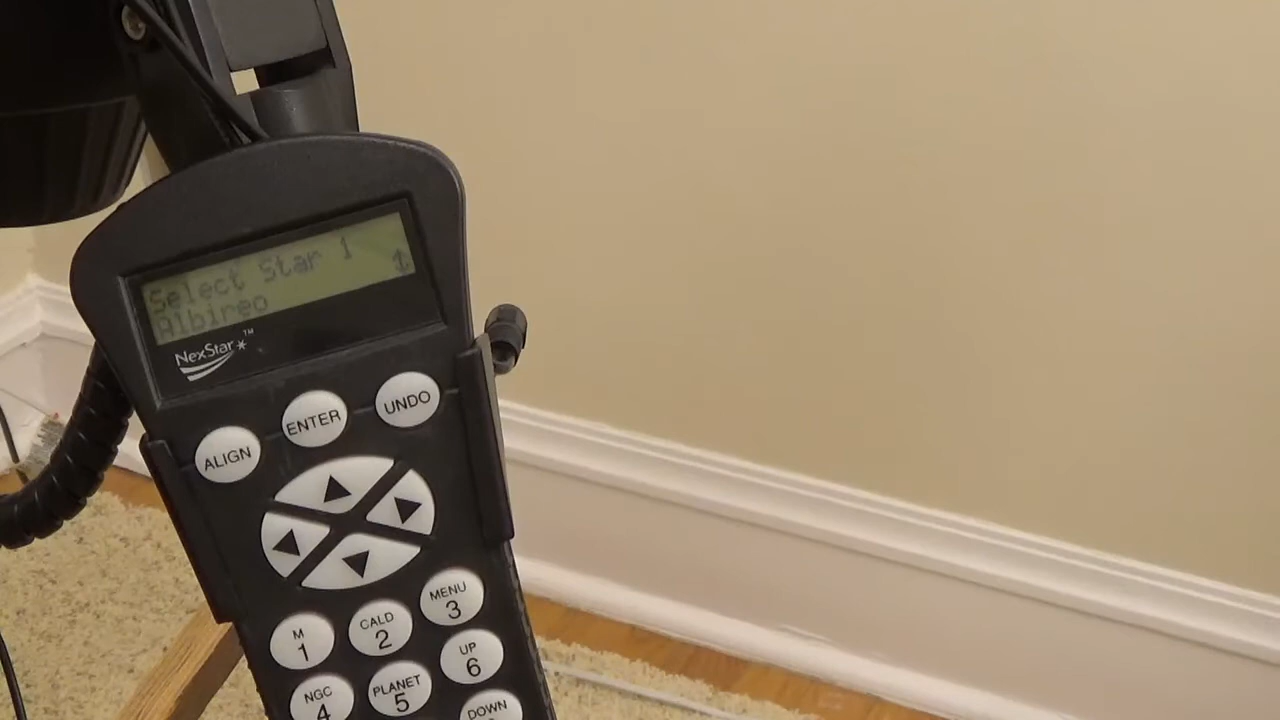 Select Star 1
Albireo
NexStar™
ALIGN
ENTER
UNDO
M
1
CALD
2
MENU
3
NGC
4
PLANET
5
UP
6
DOWN